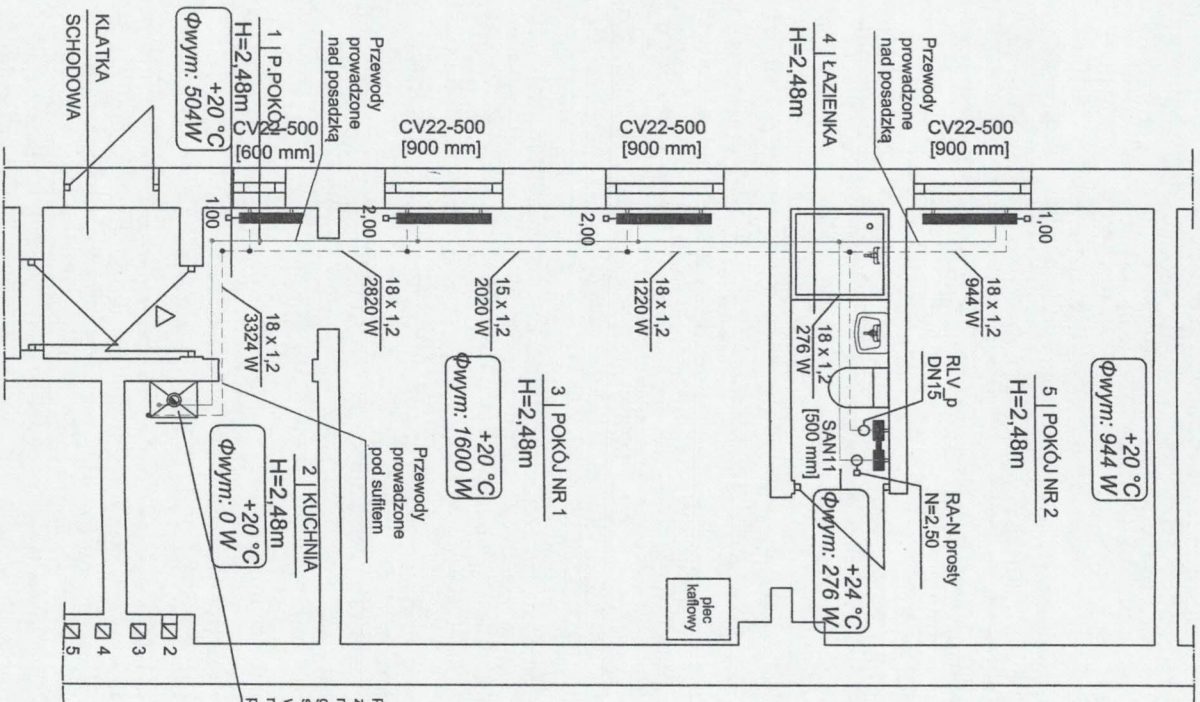 KLATKA
SCHODOWA
+20 °C
Φwym: 504W
1 | P.POKÓJ
H=2,48m
Przewody
prowadzone
nad posadzką
CV22-500
[600 mm]
CV22-500
[900 mm]
CV22-500
[900 mm]
4 | ŁAZIENKA
H=2,48m
Przewody
prowadzone
nad posadzką
CV22-500
[900 mm]
1,00
2,00
2,00
1,00
18 x 1,2
3324 W
18 x 1,2
2820 W
15 x 1,2
2020 W
18 x 1,2
1220 W
18 x 1,2
276 W
18 x 1,2
944 W
RLV_p
DN15
SAN11
[500 mm]
RA-N prosty
N=2,50
+24 °C
Φwym: 276 W
5 | POKÓJ NR 2
H=2,48m
+20 °C
Φwym: 944 W
3 | POKÓJ NR 1
H=2,48m
+20 °C
Φwym: 1600 W
Przewody
prowadzone
pod sufitem
2 | KUCHNIA
H=2,48m
+20 °C
Φwym: 0 W
piec
kaflowy
2
3
4
5